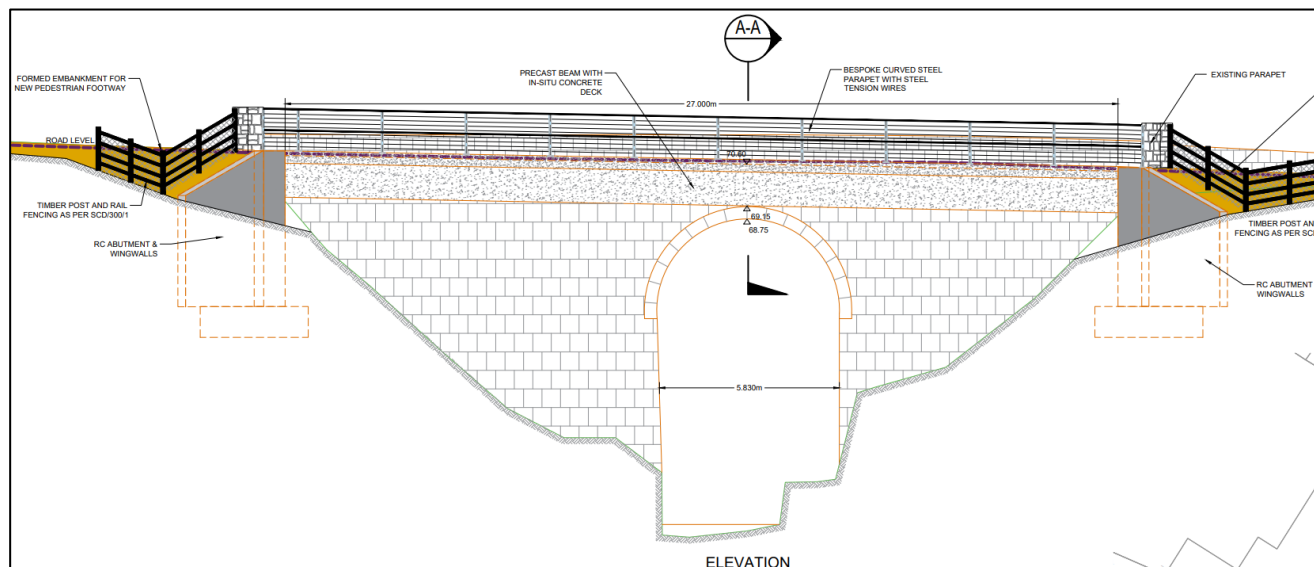 A-A
FORMED EMBANKMENT FOR
NEW PEDESTRIAN FOOTWAY
PRECAST BEAM WITH
IN-SITU CONCRETE
DECK
BESPOKE CURVED STEEL
PARAPET WITH STEEL
TENSION WIRES
EXISTING PARAPET
27.000m
ROAD LEVEL
70.60
TIMBER POST AND RAIL
FENCING AS PER SCD/300/1
69.15
68.75
TIMBER POST AN
FENCING AS PER SC
RC ABUTMENT &
WINGWALLS
RC ABUTMENT
WINGWALLS
5.830m
ELEVATION